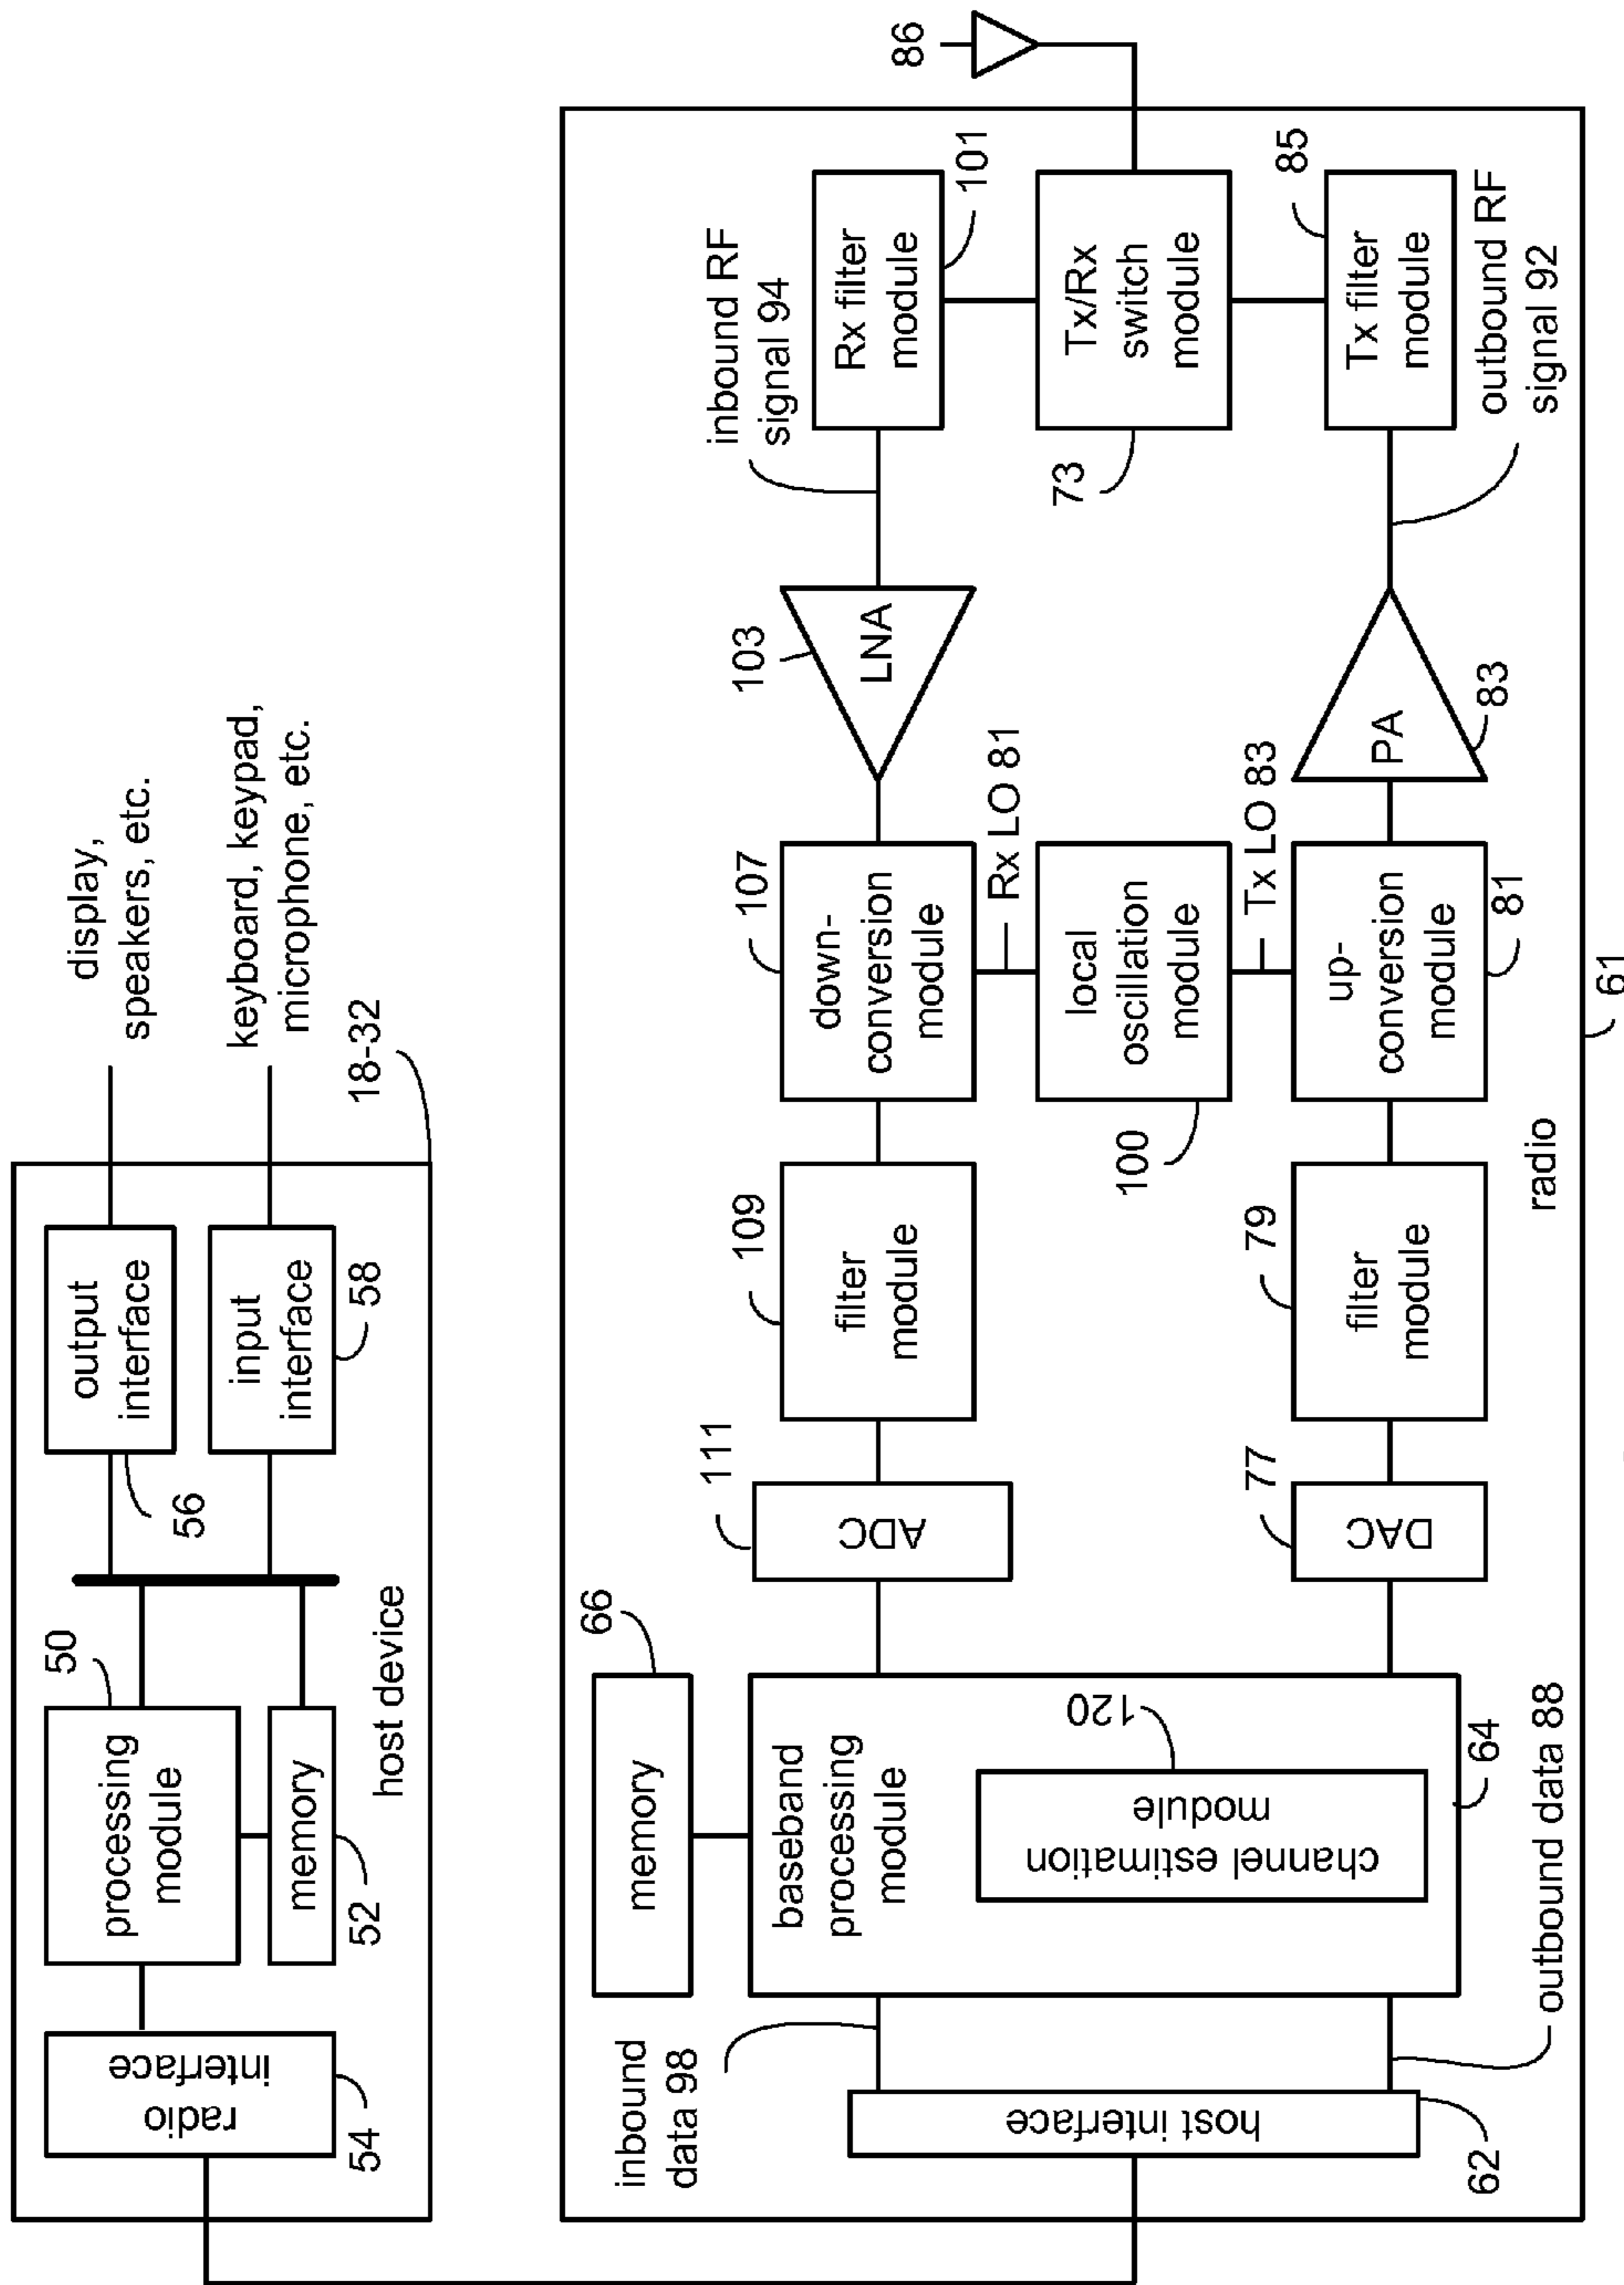 display,
speakers, etc.
keyboard, keypad,
microphone, etc.
18-32
output
interface
56
input
interface
58
50
processing
module
memory
52
host device
radio
interface
54
86
inbound RF
signal 94
Rx filter
module
101
LNA
103
down-
conversion
module
107
filter
module
109
ADC
111
memory
66
baseband
processing
module
channel estimation
module
120
64
inbound
data 98
host interface
62
outbound data 88
Rx LO 81
local
oscillation
module
100
Tx LO 83
Tx/Rx
switch
module
73
DAC
77
filter
module
79
up-
conversion
module
81
PA
83
outbound RF
signal 92
Tx filter
module
85
radio
61